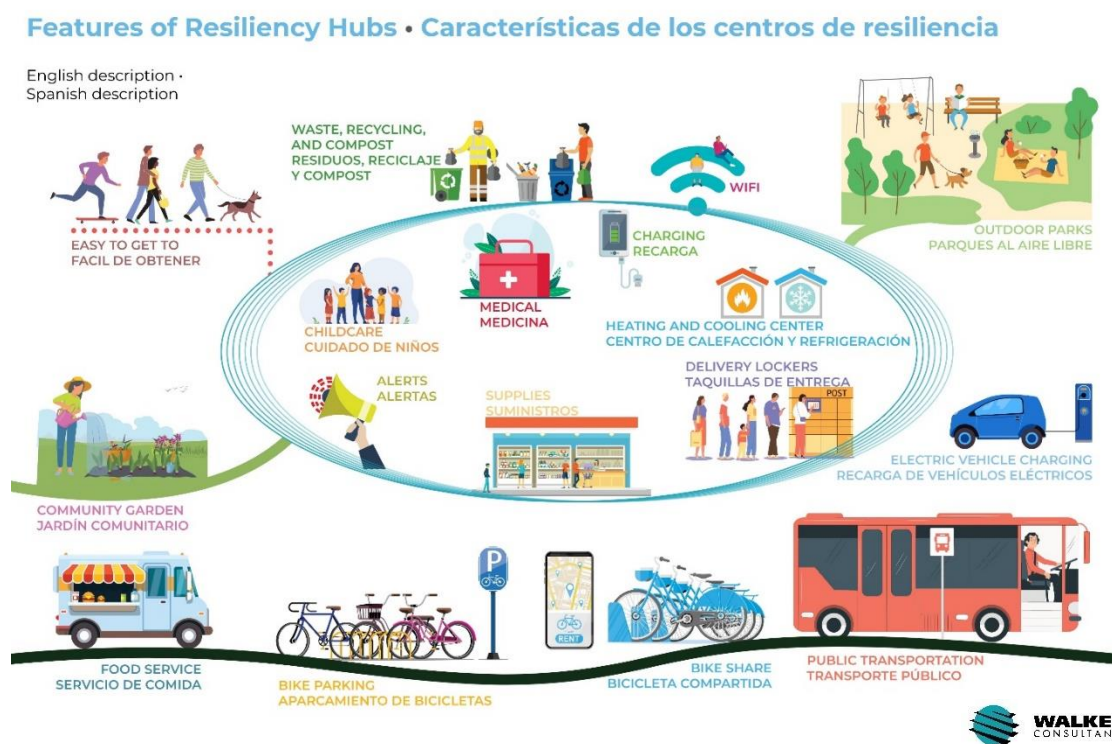 Features of Resiliency Hubs • Características de los centros de resiliencia
English description •
Spanish description
WASTE, RECYCLING,
AND COMPOST
RESIDUOS, RECICLAJE
Y COMPOST
WIFI
EASY TO GET TO
FACIL DE OBTENER
CHARGING
RECARGA
OUTDOOR PARKS
PARQUES AL AIRE LIBRE
MEDICAL
MEDICINA
CHILDCARE
CUIDADO DE NIÑOS
HEATING AND COOLING CENTER
CENTRO DE CALEFACCIÓN Y REFRIGERACIÓN
ALERTS
ALERTAS
SUPPLIES
SUMINISTROS
DELIVERY LOCKERS
TAQUILLAS DE ENTREGA
POST
ELECTRIC VEHICLE CHARGING
RECARGA DE VEHÍCULOS ELÉCTRICOS
COMMUNITY GARDEN
JARDÍN COMUNITARIO
P
RENT
FOOD SERVICE
SERVICIO DE COMIDA
BIKE PARKING
APARCAMIENTO DE BICICLETAS
BIKE SHARE
BICICLETA COMPARTIDA
PUBLIC TRANSPORTATION
TRANSPORTE PÚBLICO
WALKE
CONSULTAN